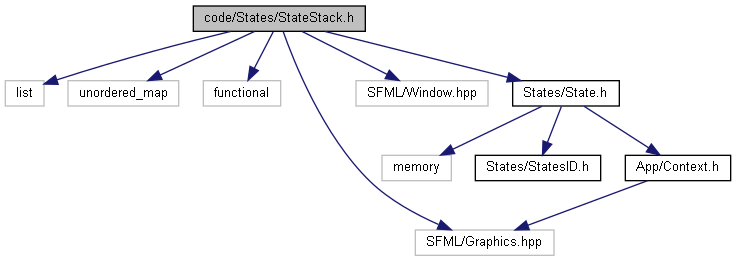 code/States/StateStack.h
list
unordered_map
functional
SFML/Window.hpp
States/State.h
memory
States/StatesID.h
App/Context.h
SFML/Graphics.hpp